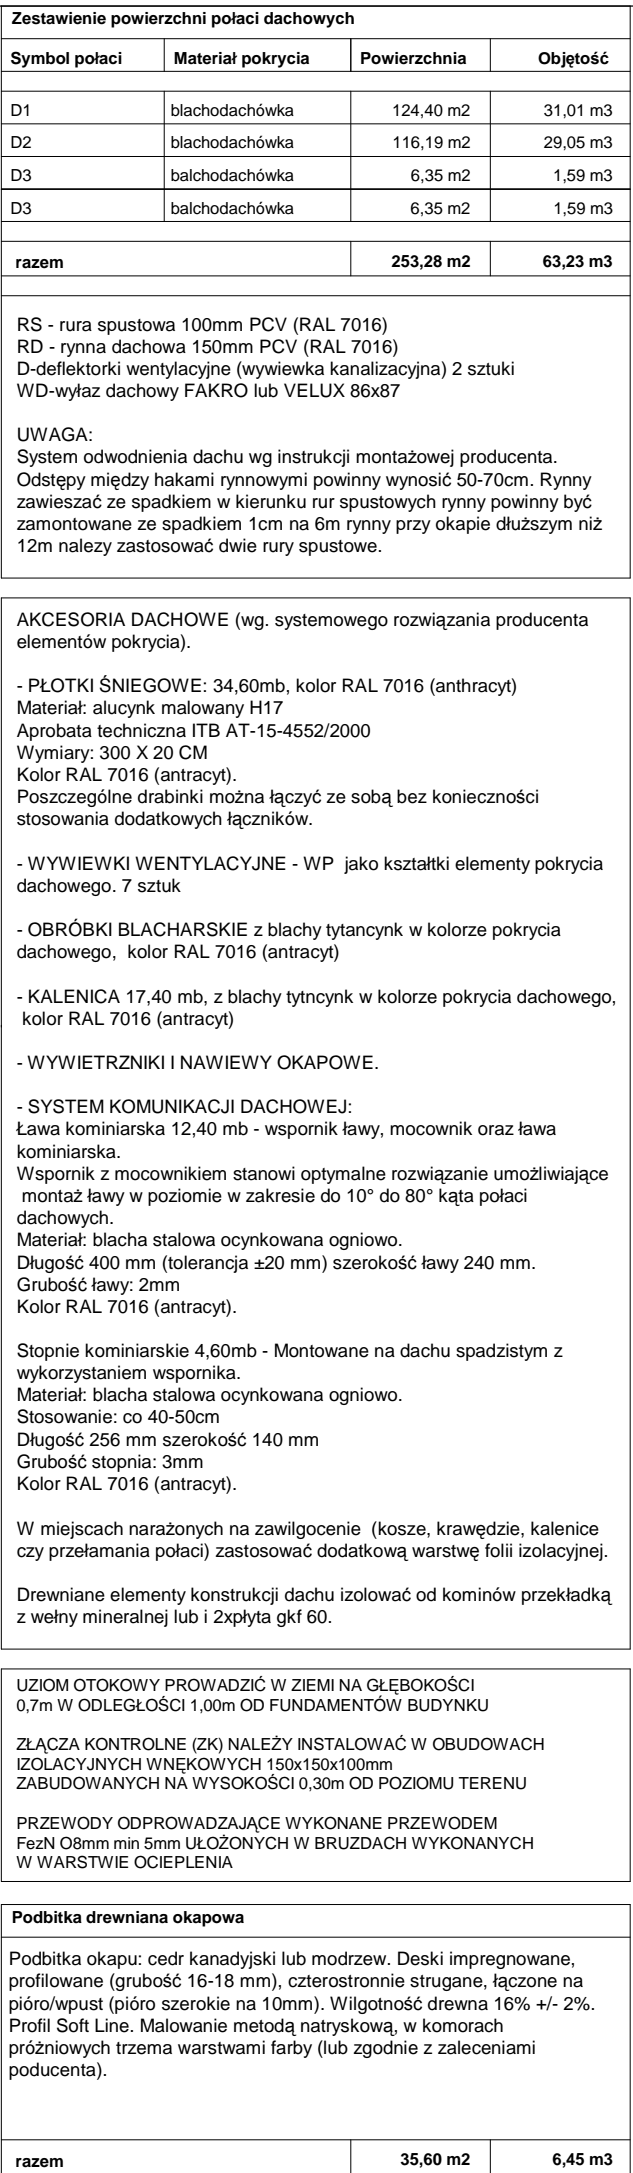 Zestawienie powierzchni połaci dachowych
Symbol połaci Materiał pokrycia Powierzchnia Objętość
D1 blachodachówka 124,40 m2 31,01 m3
D2 blachodachówka 116,19 m2 29,05 m3
D3 balchodachówka 6,35 m2 1,59 m3
D3 balchodachówka 6,35 m2 1,59 m3
razem 253,28 m2 63,23 m3
RS - rura spustowa 100mm PCV (RAL 7016)
RD - rynna dachowa 150mm PCV (RAL 7016)
D-deflektorki wentylacyjne (wywiewka kanalizacyjna) 2 sztuki
WD-wyłaz dachowy FAKRO lub VELUX 86x87
UWAGA:
System odwodnienia dachu wg instrukcji montażowej producenta.
Odstępy między hakami rynnowymi powinny wynosić 50-70cm. Rynny
zawieszać ze spadkiem w kierunku rur spustowych rynny powinny być
zamontowane ze spadkiem 1cm na 6m rynny przy okapie dłuższym niż
12m nalezy zastosować dwie rury spustowe.
AKCESORIA DACHOWE (wg. systemowego rozwiązania producenta
elementów pokrycia).
- PŁOTKI ŚNIEGOWE: 34,60mb, kolor RAL 7016 (anthracyt)
Materiał: alucynk malowany H17
Aprobata techniczna ITB AT-15-4552/2000
Wymiary: 300 X 20 CM
Kolor RAL 7016 (antracyt).
Poszczególne drabinki można łączyć ze sobą bez konieczności
stosowania dodatkowych łączników.
- WYWIEWKI WENTYLACYJNE - WP jako kształtki elementy pokrycia
dachowego. 7 sztuk
- OBRÓBKI BLACHARSKIE z blachy tytancynk w kolorze pokrycia
dachowego, kolor RAL 7016 (antracyt)
- KALENICA 17,40 mb, z blachy tytncynk w kolorze pokrycia dachowego,
kolor RAL 7016 (antracyt)
- WYWIETRZNIKI I NAWIEWY OKAPOWE.
- SYSTEM KOMUNIKACJI DACHOWEJ:
Ława kominiarska 12,40 mb - wspornik ławy, mocownik oraz ława
kominiarska.
Wspornik z mocownikiem stanowi optymalne rozwiązanie umożliwiające
montaż ławy w poziomie w zakresie do 10° do 80° kąta połaci
dachowych.
Materiał: blacha stalowa ocynkowana ogniowo.
Długość 400 mm (tolerancja ±20 mm) szerokość ławy 240 mm.
Grubość ławy: 2mm
Kolor RAL 7016 (antracyt).
Stopnie kominiarskie 4,60mb - Montowane na dachu spadzistym z
wykorzystaniem wspornika.
Materiał: blacha stalowa ocynkowana ogniowo.
Stosowanie: co 40-50cm
Długość 256 mm szerokość 140 mm
Grubość stopnia: 3mm
Kolor RAL 7016 (antracyt).
W miejscach narażonych na zawilgocenie (kosze, krawędzie, kalenice
czy przełamania połaci) zastosować dodatkową warstwę folii izolacyjnej.
Drewniane elementy konstrukcji dachu izolować od kominów przekładką
z wełny mineralnej lub i 2xpłyta gkf 60.
UZIOM OTOKOWY PROWADZIĆ W ZIEMI NA GŁĘBOKOŚCI
0,7m W ODLEGŁOŚCI 1,00m OD FUNDAMENTÓW BUDYNKU
ZŁĄCZA KONTROLNE (ZK) NALEŻY INSTALOWAĆ W OBUDOWACH
IZOLACYJNYCH WNĘKOWYCH 150x150x100mm
ZABUDOWANYCH NA WYSOKOŚCI 0,30m OD POZIOMU TERENU
PRZEWODY ODPROWADZAJĄCE WYKONANE PRZEWODEM
FezN O8mm min 5mm UŁOŻONYCH W BRUZDACH WYKONANYCH
W WARSTWIE OCIEPLENIA
Podbitka drewniana okapowa
Podbitka okapu: cedr kanadyjski lub modrzew. Deski impregnowane,
profilowane (grubość 16-18 mm), czterostronnie strugane, łączone na
pióro/wpust (pióro szerokie na 10mm). Wilgotność drewna 16% +/- 2%.
Profil Soft Line. Malowanie metodą natryskową, w komorach
próżniowych trzema warstwami farby (lub zgodnie z zaleceniami
poducenta).
razem 35,60 m2 6,45 m3